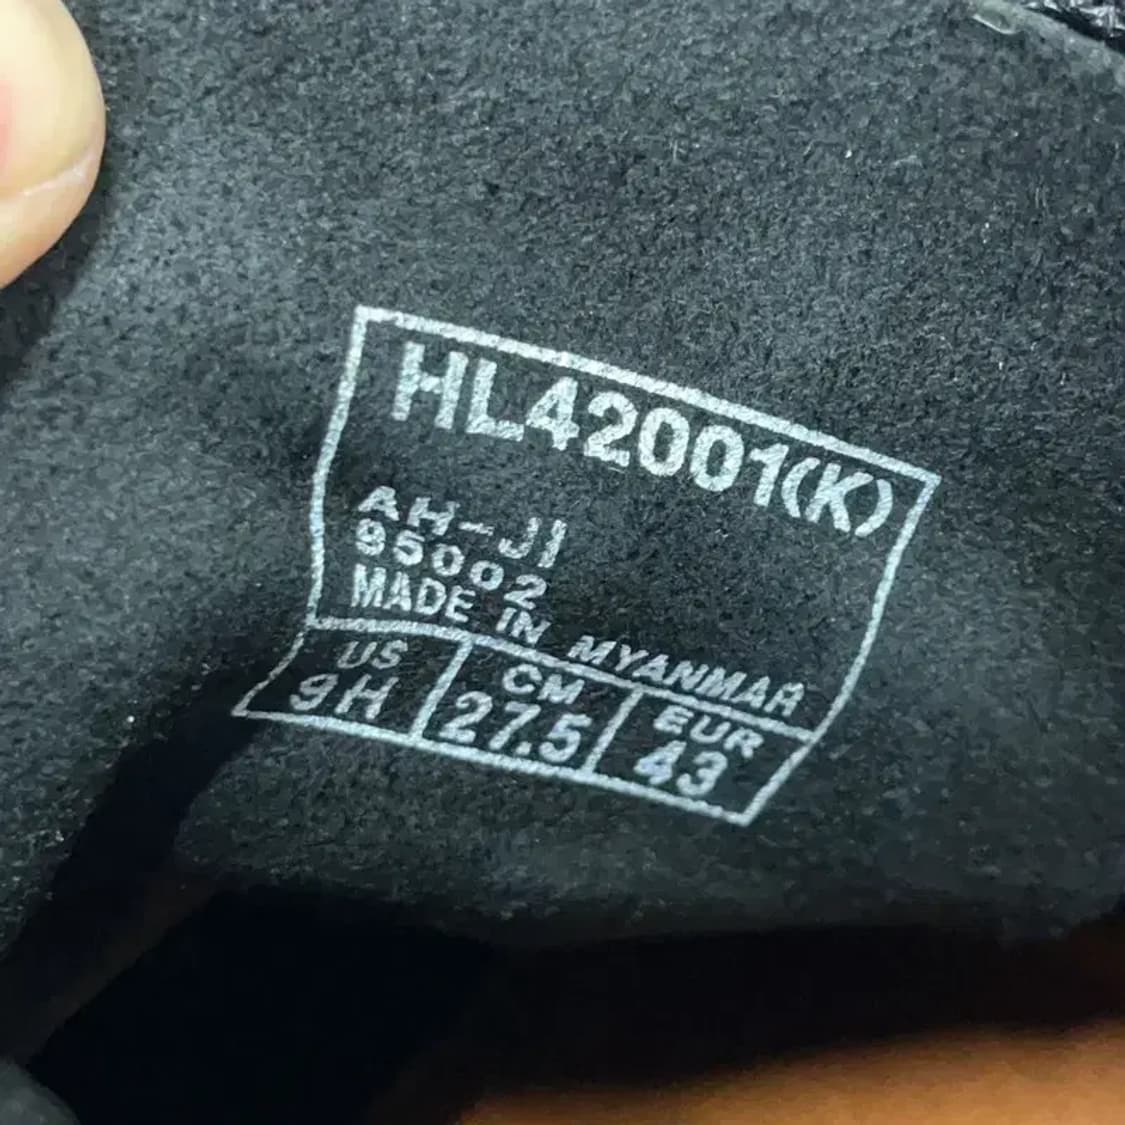 HL42001(K)
AH-JI
95002
MADE IN MYANMAR
US CM EUR
9H 27.5 43